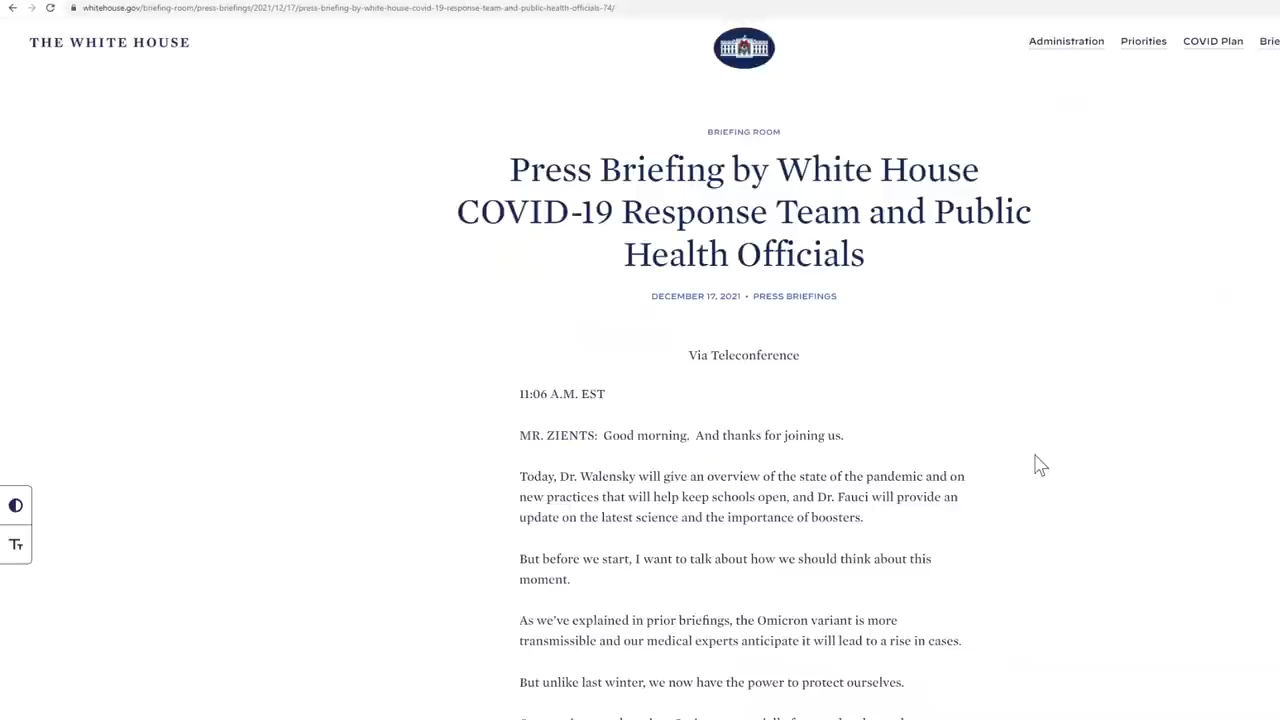 whitehouse.gov/briefing-room/press-briefings/2021/12/17/press-briefing-by-white-house-covid-19-response-team-and-public-health-officials-74/
THE WHITE HOUSE
Administration
Priorities
COVID Plan
Brie
BRIEFING ROOM
Press Briefing by White House
COVID-19 Response Team and Public
Health Officials
DECEMBER 17, 2021 • PRESS BRIEFINGS
Via Teleconference
11:06 A.M. EST
MR. ZIENTS: Good morning. And thanks for joining us.
Today, Dr. Walensky will give an overview of the state of the pandemic and on
new practices that will help keep schools open, and Dr. Fauci will provide an
update on the latest science and the importance of boosters.
But before we start, I want to talk about how we should think about this
moment.
As we've explained in prior briefings, the Omicron variant is more
transmissible and our medical experts anticipate it will lead to a rise in cases.
But unlike last winter, we now have the power to protect ourselves.
Tт